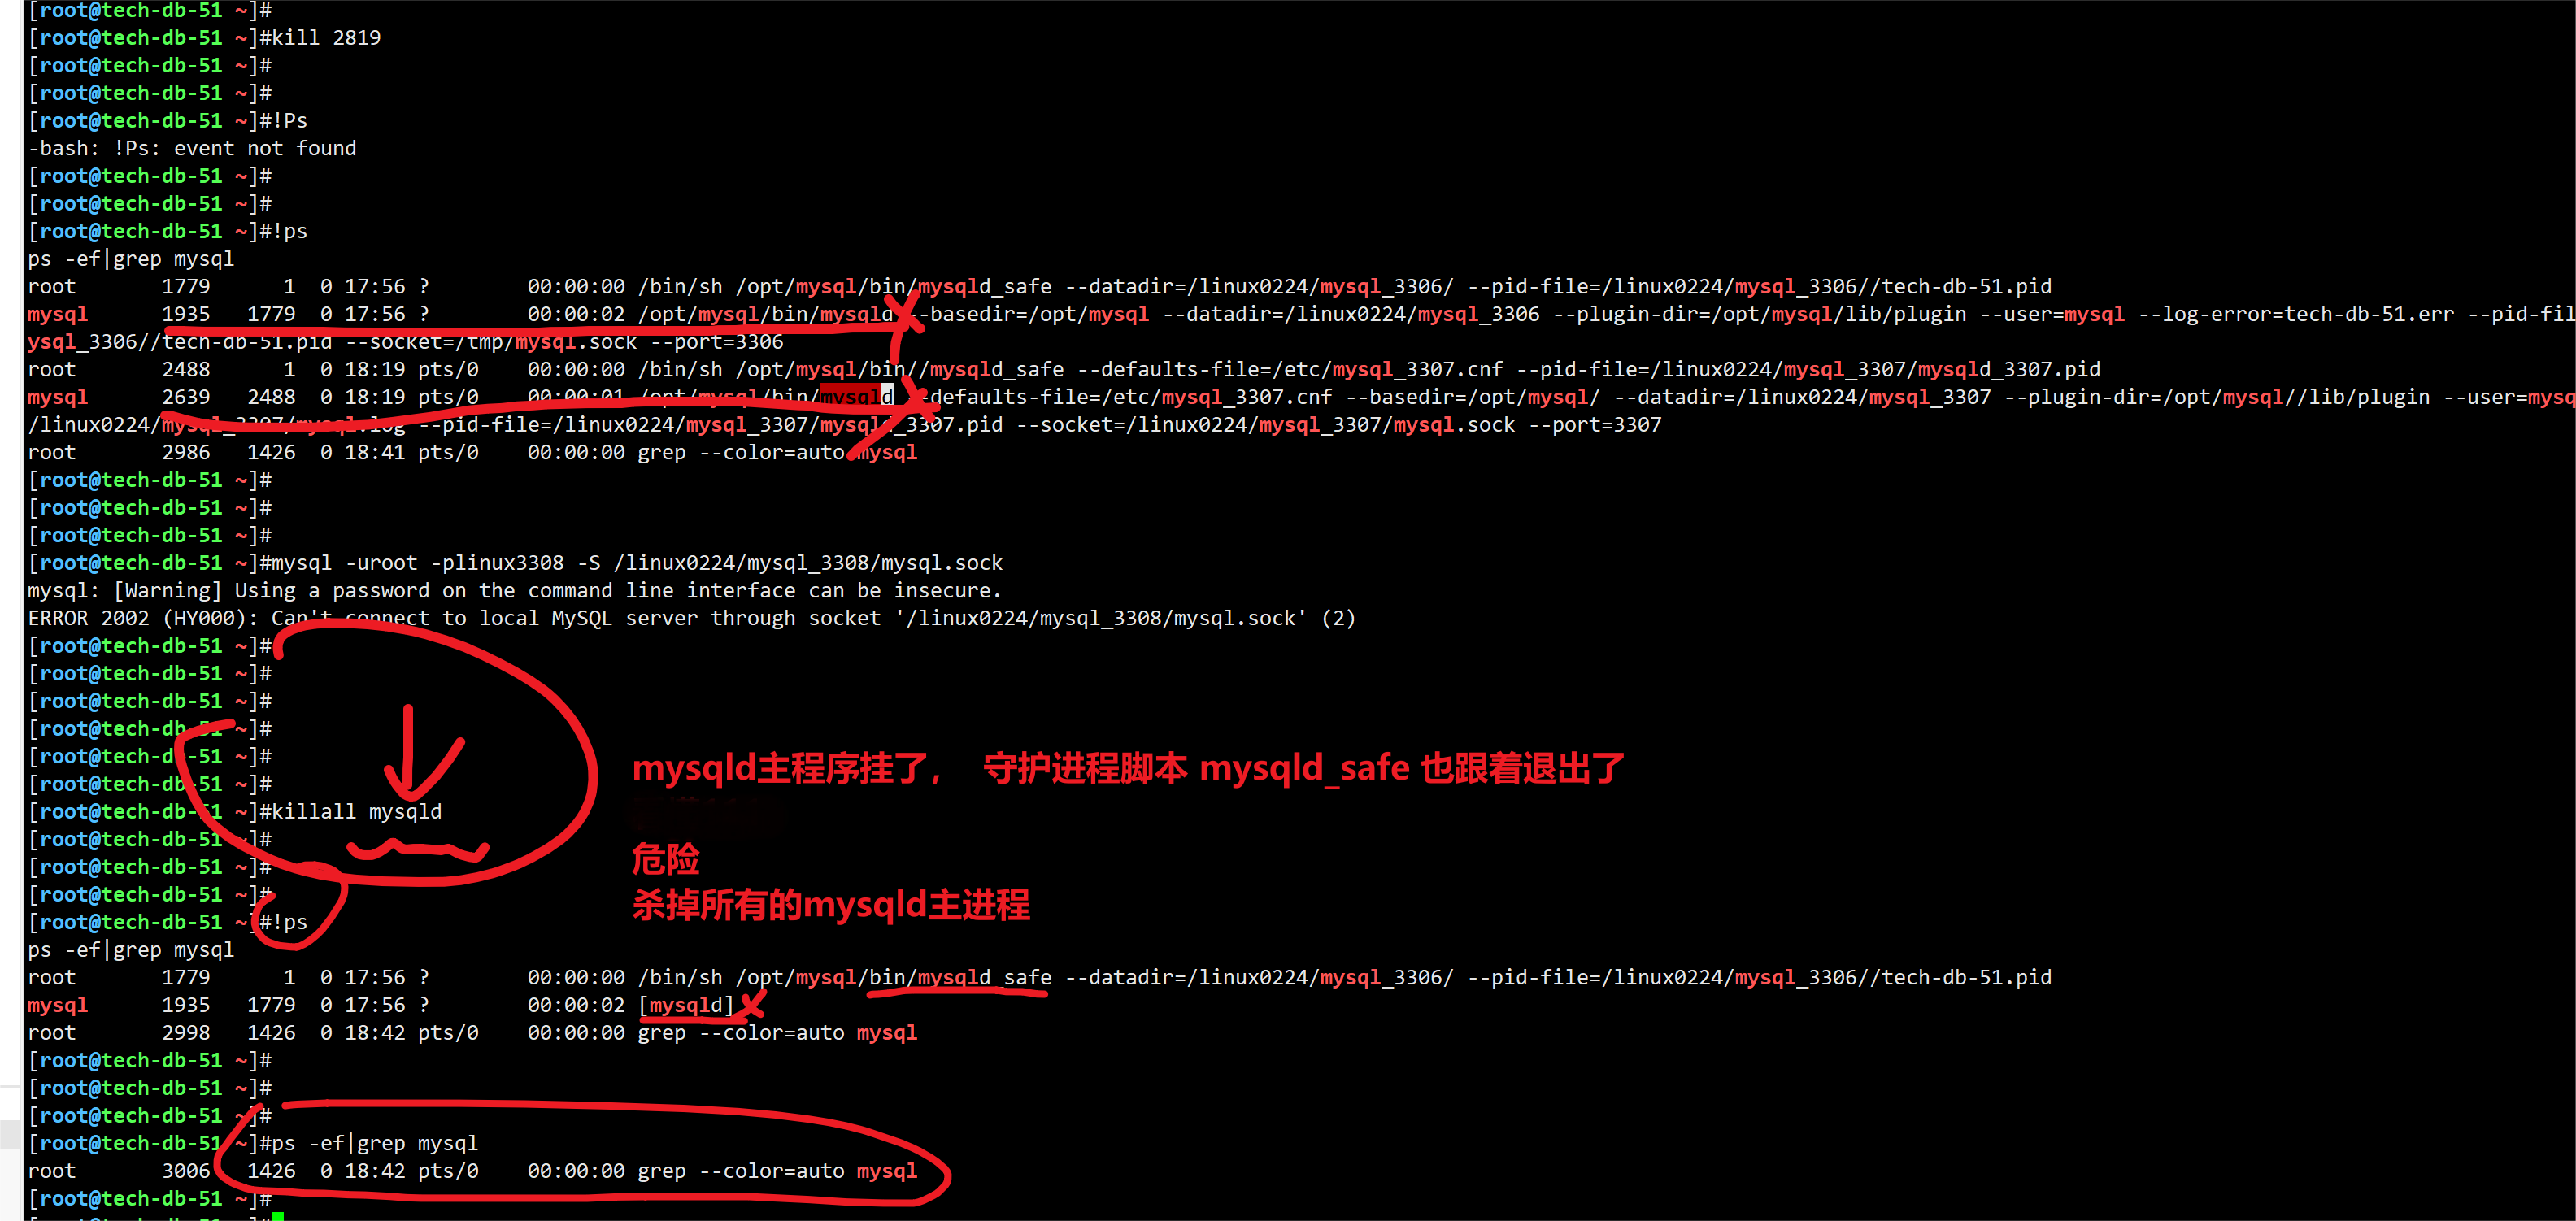 [root@tech-db-51 ~]#
[root@tech-db-51 ~]#kill 2819
[root@tech-db-51 ~]#
[root@tech-db-51 ~]#
[root@tech-db-51 ~]#!Ps
-bash: !Ps: event not found
[root@tech-db-51 ~]#
[root@tech-db-51 ~]#
[root@tech-db-51 ~]#!ps
ps -ef|grep mysql
root       1779      1  0 17:56 ?        00:00:00 /bin/sh /opt/mysql/bin/mysqld_safe --datadir=/linux0224/mysql_3306/ --pid-file=/linux0224/mysql_3306//tech-db-51.pid
mysql      1935   1779  0 17:56 ?        00:00:02 /opt/mysql/bin/mysqld --basedir=/opt/mysql --datadir=/linux0224/mysql_3306 --plugin-dir=/opt/mysql/lib/plugin --user=mysql --log-error=tech-db-51.err --pid-fil
ysql_3306//tech-db-51.pid --socket=/tmp/mysql.sock --port=3306
root       2488      1  0 18:19 pts/0    00:00:00 /bin/sh /opt/mysql/bin//mysqld_safe --defaults-file=/etc/mysql_3307.cnf --pid-file=/linux0224/mysql_3307/mysqld_3307.pid
mysql      2639   2488  0 18:19 pts/0    00:00:01 /opt/mysql/bin/mysqld --defaults-file=/etc/mysql_3307.cnf --basedir=/opt/mysql/ --datadir=/linux0224/mysql_3307 --plugin-dir=/opt/mysql//lib/plugin --user=mysq
/linux0224/mysql_3307/mysql.log --pid-file=/linux0224/mysql_3307/mysqld_3307.pid --socket=/linux0224/mysql_3307/mysql.sock --port=3307
root       2986   1426  0 18:41 pts/0    00:00:00 grep --color=auto mysql
[root@tech-db-51 ~]#
[root@tech-db-51 ~]#
[root@tech-db-51 ~]#
[root@tech-db-51 ~]#mysql -uroot -plinux3308 -S /linux0224/mysql_3308/mysql.sock
mysql: [Warning] Using a password on the command line interface can be insecure.
ERROR 2002 (HY000): Can't connect to local MySQL server through socket '/linux0224/mysql_3308/mysql.sock' (2)
[root@tech-db-51 ~]#
[root@tech-db-51 ~]#
[root@tech-db-51 ~]#
[root@tech-db-51 ~]#
[root@tech-db-51 ~]#
mysqld主程序挂了， 守护进程脚本 mysqld_safe 也跟着退出了
[root@tech-db-51 ~]#
[root@tech-db-51 ~]#killall mysqld
[root@tech-db-51 ~]#
危险
[root@tech-db-51 ~]#
[root@tech-db-51 ~]#
杀掉所有的mysqld主进程
[root@tech-db-51 ~]#!ps
ps -ef|grep mysql
root       1779      1  0 17:56 ?        00:00:00 /bin/sh /opt/mysql/bin/mysqld_safe --datadir=/linux0224/mysql_3306/ --pid-file=/linux0224/mysql_3306//tech-db-51.pid
mysql      1935   1779  0 17:56 ?        00:00:02 [mysqld]
root       2998   1426  0 18:42 pts/0    00:00:00 grep --color=auto mysql
[root@tech-db-51 ~]#
[root@tech-db-51 ~]#
[root@tech-db-51 ~]#
[root@tech-db-51 ~]#ps -ef|grep mysql
root       3006   1426  0 18:42 pts/0    00:00:00 grep --color=auto mysql
[root@tech-db-51 ~]#